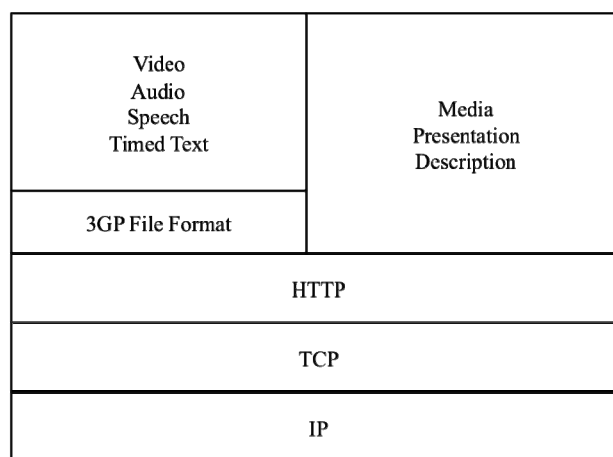 Video
Audio
Speech
Timed Text
Media
Presentation
Description
3GP File Format
HTTP
TCP
IP